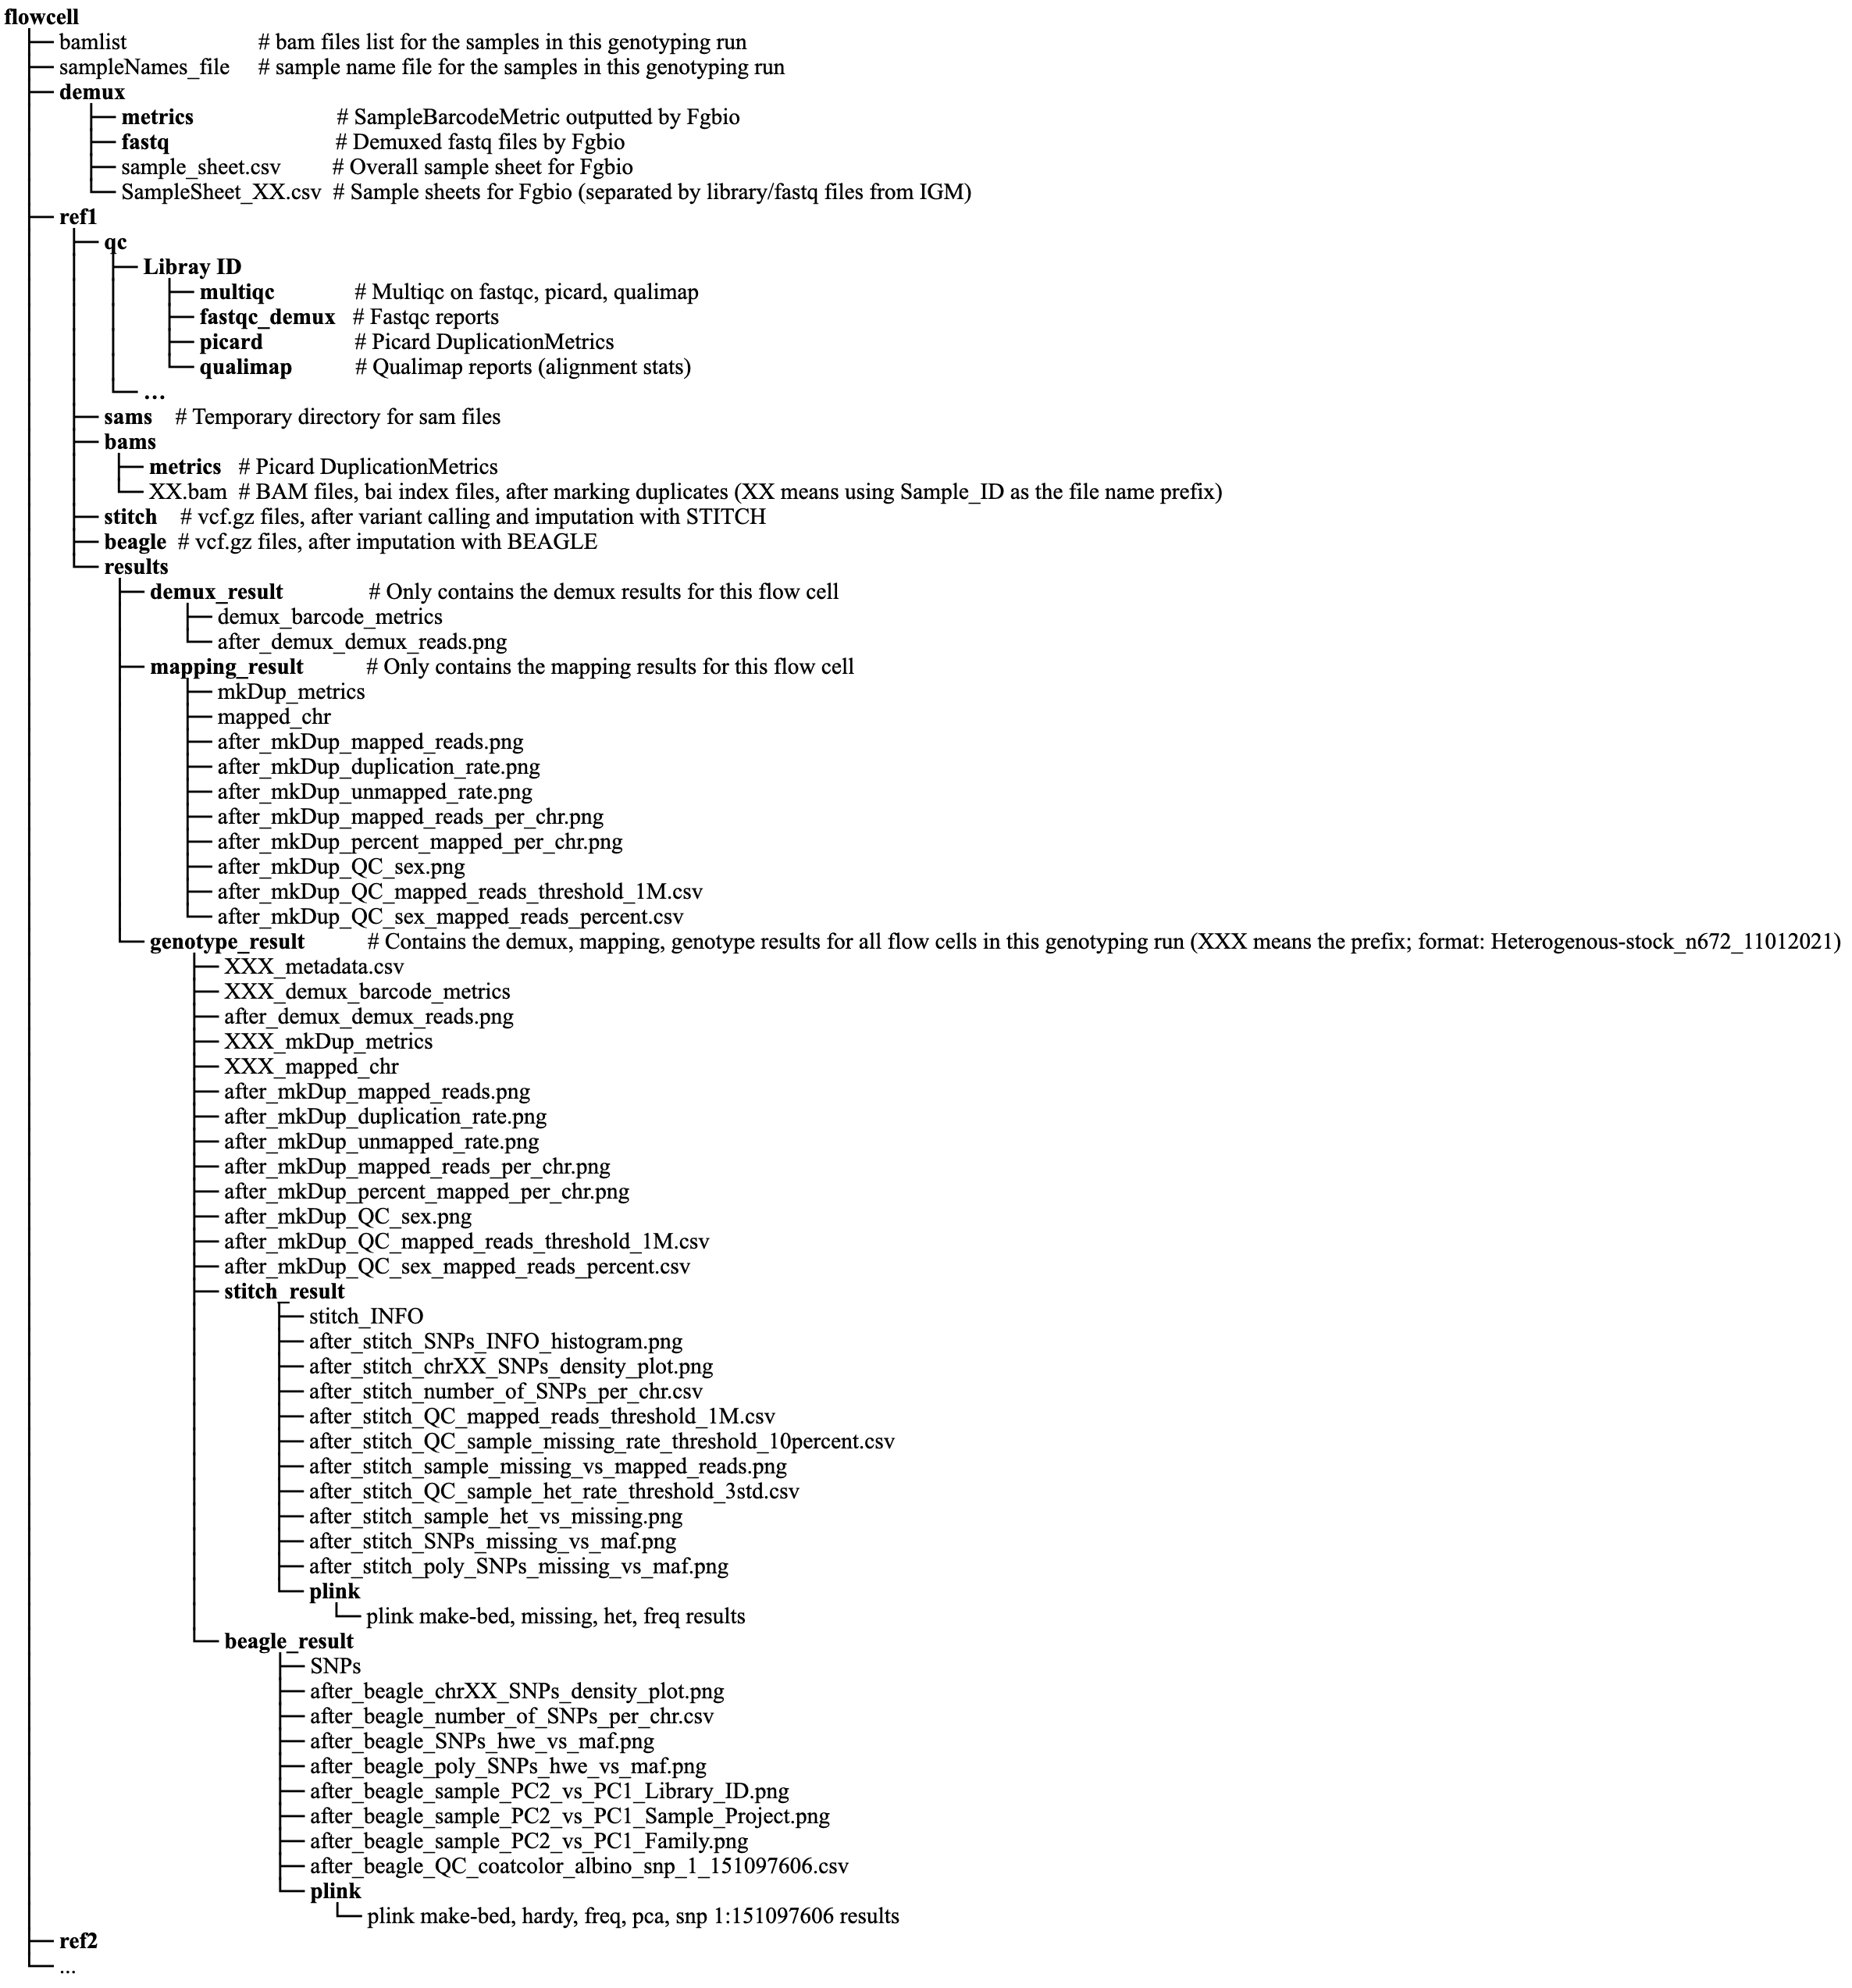 flowcell
bamlist # bam files list for the samples in this genotyping run
sampleNames_file # sample name file for the samples in this genotyping run
demux
metrics # SampleBarcodeMetric outputted by Fgbio
fastq # Demuxed fastq files by Fgbio
sample_sheet.csv # Overall sample sheet for Fgbio
SampleSheet_XX.csv # Sample sheets for Fgbio (separated by library/fastq files from IGM)
ref1
qc
Libray ID
multiqc # Multiqc on fastqc, picard, qualimap
fastqc_demux # Fastqc reports
picard # Picard DuplicationMetrics
qualimap # Qualimap reports (alignment stats)
...
sams # Temporary directory for sam files
bams
metrics # Picard DuplicationMetrics
XX.bam # BAM files, bai index files, after marking duplicates (XX means using Sample_ID as the file name prefix)
stitch # vcf.gz files, after variant calling and imputation with STITCH
beagle # vcf.gz files, after imputation with BEAGLE
results
demux_result # Only contains the demux results for this flow cell
demux_barcode_metrics
after_demux_demux_reads.png
mapping_result # Only contains the mapping results for this flow cell
mkDup_metrics
mapped_chr
after_mkDup_mapped_reads.png
after_mkDup_duplication_rate.png
after_mkDup_unmapped_rate.png
after_mkDup_mapped_reads_per_chr.png
after_mkDup_percent_mapped_per_chr.png
after_mkDup_QC_sex.png
after_mkDup_QC_mapped_reads_threshold_1M.csv
after_mkDup_QC_sex_mapped_reads_percent.csv
genotype_result # Contains the demux, mapping, genotype results for all flow cells in this genotyping run (XXX means the prefix; format: Heterogenous-stock_n672_11012021)
XXX_metadata.csv
XXX_demux_barcode_metrics
after_demux_demux_reads.png
XXX_mkDup_metrics
XXX_mapped_chr
after_mkDup_mapped_reads.png
after_mkDup_duplication_rate.png
after_mkDup_unmapped_rate.png
after_mkDup_mapped_reads_per_chr.png
after_mkDup_percent_mapped_per_chr.png
after_mkDup_QC_sex.png
after_mkDup_QC_mapped_reads_threshold_1M.csv
after_mkDup_QC_sex_mapped_reads_percent.csv
stitch_result
stitch_INFO
after_stitch_SNPs_INFO_histogram.png
after_stitch_chrXX_SNPs_density_plot.png
after_stitch_number_of_SNPs_per_chr.csv
after_stitch_QC_mapped_reads_threshold_1M.csv
after_stitch_QC_sample_missing_rate_threshold_10percent.csv
after_stitch_sample_missing_vs_mapped_reads.png
after_stitch_QC_sample_het_rate_threshold_3std.csv
after_stitch_sample_het_vs_missing.png
after_stitch_SNPs_missing_vs_maf.png
after_stitch_poly_SNPs_missing_vs_maf.png
plink
plink make-bed, missing, het, freq results
beagle_result
SNPs
after_beagle_chrXX_SNPs_density_plot.png
after_beagle_number_of_SNPs_per_chr.csv
after_beagle_SNPs_hwe_vs_maf.png
after_beagle_poly_SNPs_hwe_vs_maf.png
after_beagle_sample_PC2_vs_PC1_Library_ID.png
after_beagle_sample_PC2_vs_PC1_Sample_Project.png
after_beagle_sample_PC2_vs_PC1_Family.png
after_beagle_QC_coatcolor_albino_snp_1_151097606.csv
plink
plink make-bed, hardy, freq, pca, snp 1:151097606 results
ref2
...